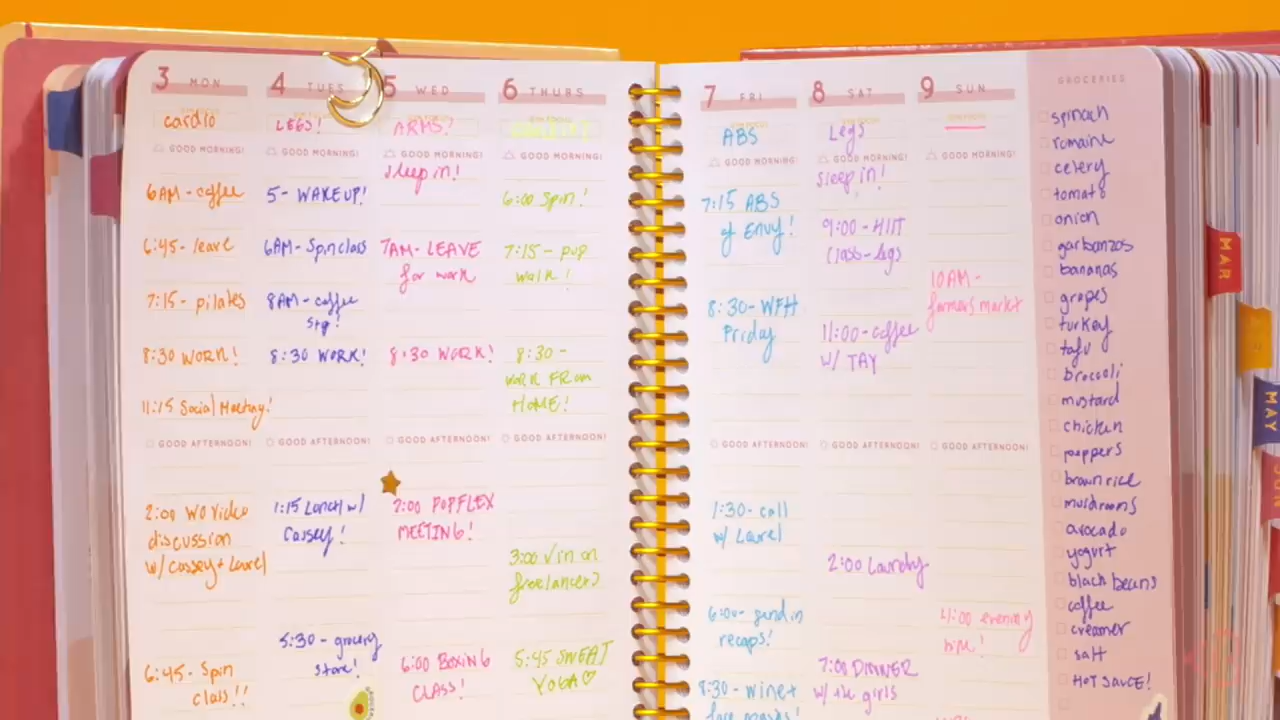 3 MON
cardio
GOOD MORNING!
6AM - coffee
6:45 - leave
7:15 - pilates
8:30 WORK!
11:15 Social Meeting!
GOOD AFTERNOON!
2:00 WO Video
discussion
w/ Cassey + Laurel
6:45 - Spin
class!!
4 TUES
LEGS!
GOOD MORNING!
5 - WAKEUP!
6AM - Spin class
8AM - coffee
stop!
8:30 WORK!
GOOD AFTERNOON!
1:15 Lunch w/
Cassey!
5:30 - grocery
store!
5 WED
ARMS!
GOOD MORNING!
sleep in!
7AM - LEAVE
for work
8:30 WORK!
GOOD AFTERNOON!
2:00 POPFLEX
MEETING!
6:00 BOXING
CLASS!
6 THURS
GOOD MORNING!
6:00 Spin!
7:15 - pup
walk!
8:30 -
WORK FROM
HOME!
GOOD AFTERNOON!
3:00 √ in on
freelancers
5:45 SWEAT
YOGA♡
7 FRI
ABS
GOOD MORNING!
7:15 ABS
of Envy!
8:30 - WFH
Friday
GOOD AFTERNOON!
1:30 - call
w/ Laurel
6:00 - send in
recaps!
8:30 - wine +
face masks!
8 SAT
Legs
GOOD MORNING!
sleep in!
9:00 - HIIT
class - legs
11:00 - coffee
W/ TAY
GOOD AFTERNOON!
2:00 Laundry
7:00 DINNER
w/ the girls
9 SUN
GOOD MORNING!
10AM -
farmers market
GOOD AFTERNOON!
4:00 evening
GROCERIES
spinach
romaine
celery
tomato
onion
garbanzos
bananas
grapes
turkey
tofu
broccoli
mustard
chicken
peppers
brown rice
mushrooms
avocado
yogurt
black beans
coffee
creamer
salt
HOT SAUCE!
MAR
MAY